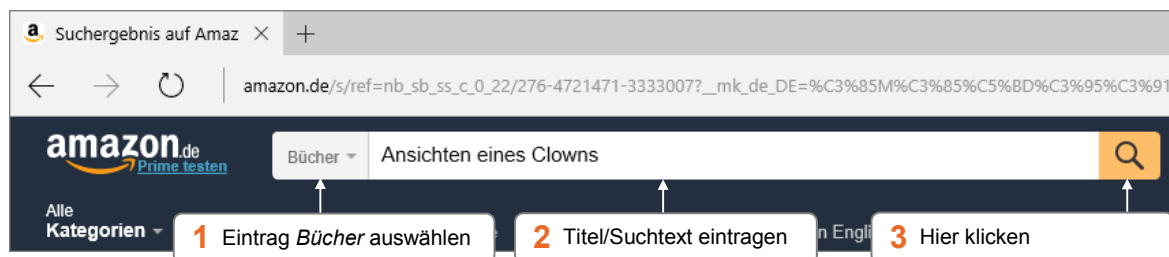 Suchergebnis auf Amaz
amazon.de/s/ref=nb_sb_ss_c_0_22/276-4721471-3333007?__mk_de_DE=%C3%85M%C3%85%C5%BD%C3%95%C3%91
amazon.de
Prime testen
Bücher
Ansichten eines Clowns
Alle
Kategorien
1 Eintrag Bücher auswählen
2 Titel/Suchtext eintragen
n Engli
3 Hier klicken